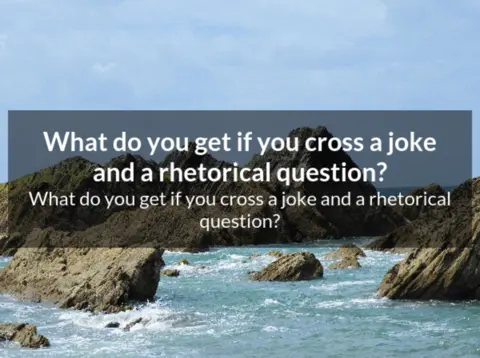 What do you get if you cross a joke
and a rhetorical question?
What do you get if you cross a joke and a rhetorical
question?